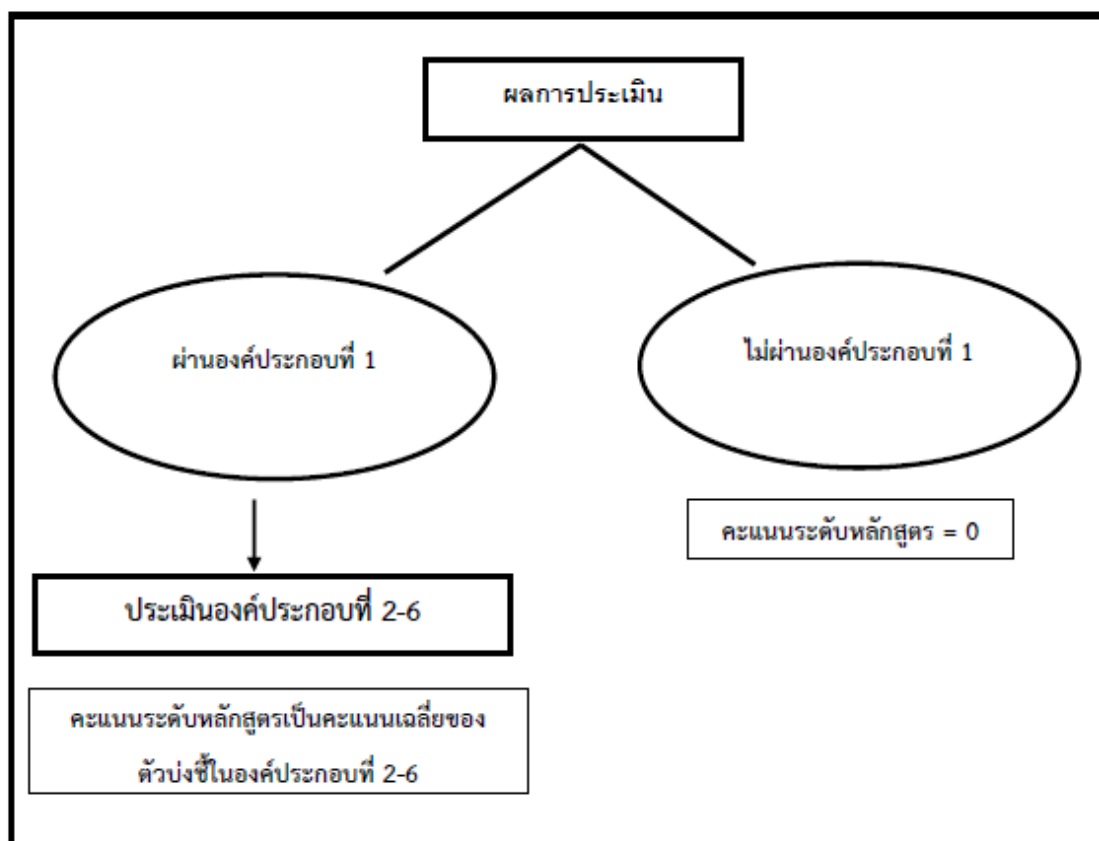 ผลการประเมิน
ผ่านองค์ประกอบที่ 1
ไม่ผ่านองค์ประกอบที่ 1
คะแนนระดับหลักสูตร = 0
ประเมินองค์ประกอบที่ 2-6
คะแนนระดับหลักสูตรเป็นคะแนนเฉลี่ยของ
ตัวบ่งชี้ในองค์ประกอบที่ 2-6